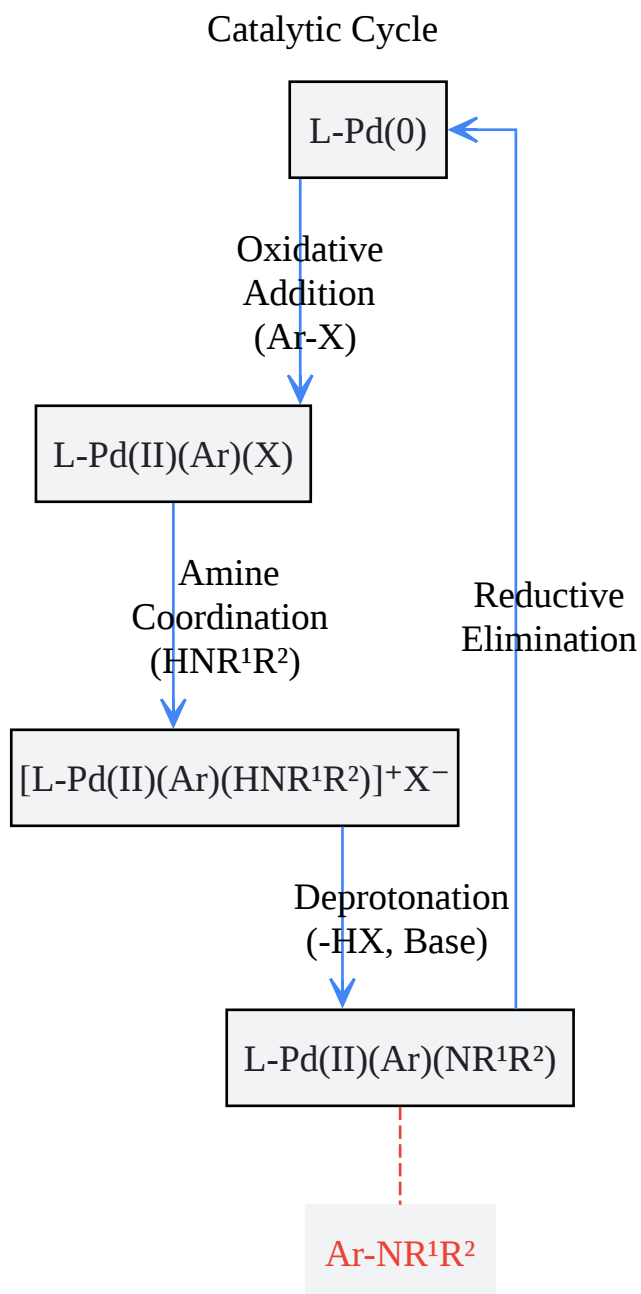 Catalytic Cycle
L-Pd(0)
Oxidative
Addition
(Ar-X)
L-Pd(II)(Ar)(X)
Amine
Coordination
(HNR¹R²)
Reductive
Elimination
[L-Pd(II)(Ar)(HNR¹R²)]⁺X⁻
Deprotonation
(-HX, Base)
L-Pd(II)(Ar)(NR¹R²)
Ar-NR¹R²